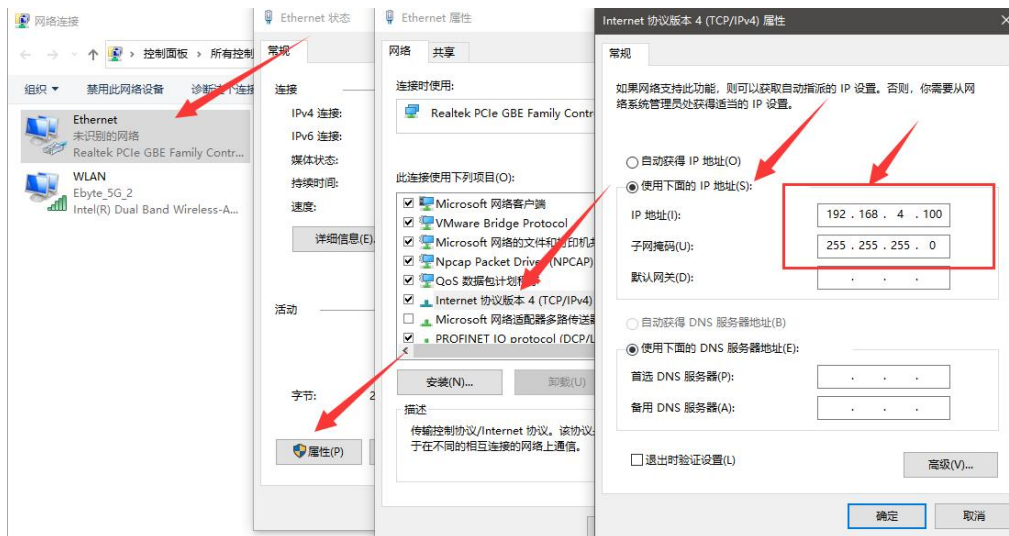 网络连接
控制面板 › 所有控制
组织
禁用此网络设备
Ethernet
未识别的网络
Realtek PCIe GBE Family Contr...
WLAN
Ebyte_5G_2
Intel(R) Dual Band Wireless-A...
Ethernet 状态
常规
连接
IPv4 连接:
IPv6 连接:
媒体状态:
持续时间:
速度:
详细信息(E)
活动
字节:
2
属性(P)
Ethernet 属性
网络
共享
连接时使用:
Realtek PCIe GBE Family Contr
此连接使用下列项目(O):
Microsoft 网络客户端
VMware Bridge Protocol
Microsoft 网络的文件和打印机
Npcap Packet Driver (NPCAP)
QoS 数据包计划程序
Internet 协议版本 4 (TCP/IPv4)
Microsoft 网络适配器多路传送
PROFINET IO protocol (DCP/L
安装(N)...
卸载(U)
描述
传输控制协议/Internet 协议。该协议
于在不同的相互连接的网络上通信。
Internet 协议版本 4 (TCP/IPv4) 属性
常规
如果网络支持此功能，则可以获取自动指派的 IP 设置。否则，你需要从网
络系统管理员处获得适当的 IP 设置。
自动获得 IP 地址(O)
使用下面的 IP 地址(S):
IP 地址(I):
192 . 168 . 4 . 100
子网掩码(U):
255 . 255 . 255 . 0
默认网关(D):
自动获得 DNS 服务器地址(B)
使用下面的 DNS 服务器地址(E):
首选 DNS 服务器(P):
备用 DNS 服务器(A):
退出时验证设置(L)
高级(V)...
确定
取消